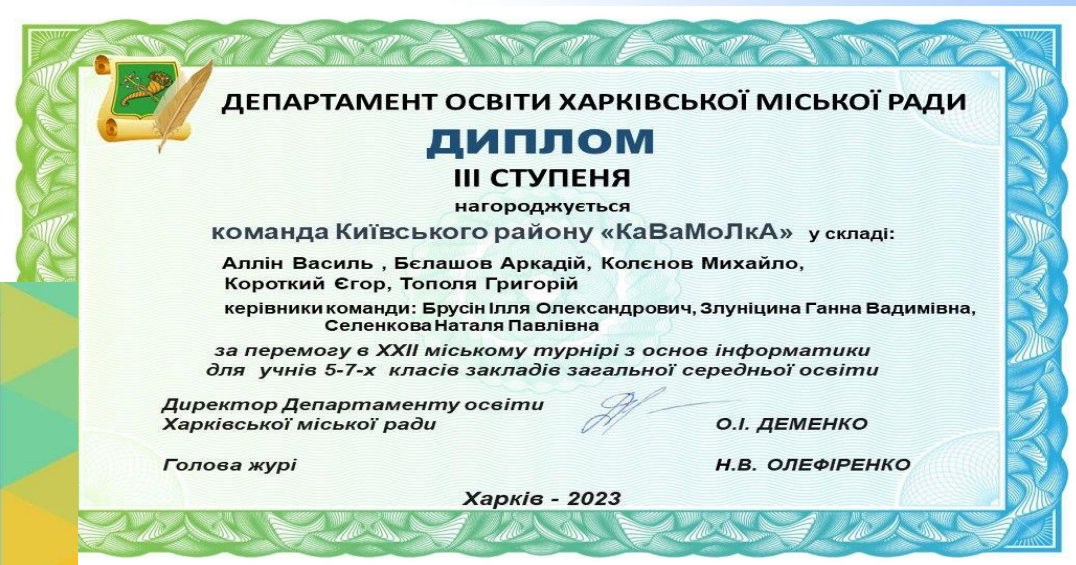 ДЕПАРТАМЕНТ ОСВІТИ ХАРКІВСЬКОЇ МІСЬКОЇ РАДИ
ДИПЛОМ
ІІІ СТУПЕНЯ
нагороджується
команда Київського району «КаВаМоЛкА» у складі:
Аллін Василь , Бєлашов Аркадій, Колєнов Михайло,
Короткий Єгор, Тополя Григорій
керівники команди: Брусін Ілля Олександрович, Злуніцина Ганна Вадимівна,
Селенкова Наталя Павлівна
за перемогу в ХХІІ міському турнірі з основ інформатики
для учнів 5-7-х класів закладів загальної середньої освіти
Директор Департаменту освіти
Харківської міської ради О.І. ДЕМЕНКО
Голова журі Н.В. ОЛЕФІРЕНКО
Харків - 2023